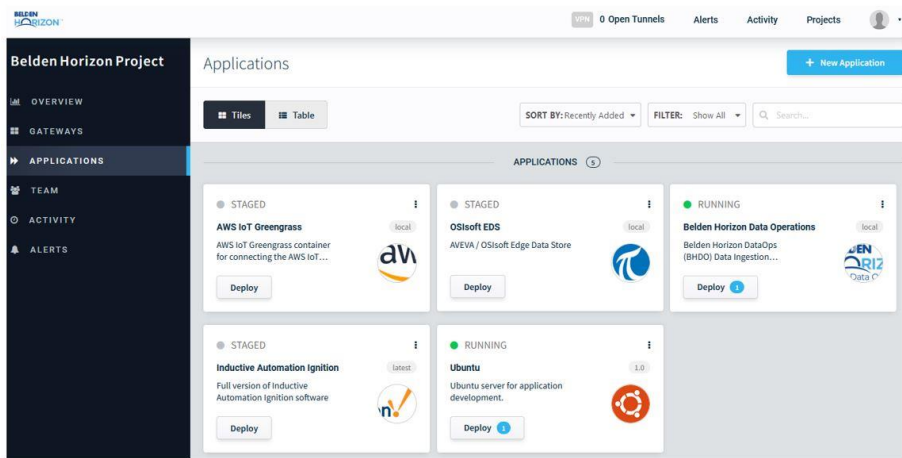 BELDEN
HORIZON
VPN 0 Open Tunnels Alerts Activity Projects
Belden Horizon Project
OVERVIEW
GATEWAYS
APPLICATIONS
TEAM
ACTIVITY
ALERTS
Applications
+ New Application
Tiles Table
SORT BY: Recently Added FILTER: Show All Search...
APPLICATIONS 5
STAGED
AWS IoT Greengrass local
AWS IoT Greengrass container
for connecting the AWS IoT...
aw
Deploy
STAGED
OSIsoft EDS local
AVEVA / OSIsoft Edge Data Store
Deploy
RUNNING
Belden Horizon Data Operations local
Belden Horizon DataOps
(BHDO) Data Ingestion...
DEN
ORIZ
Data O
Deploy 1
STAGED
Inductive Automation Ignition latest
Full version of Inductive
Automation Ignition software
n!
Deploy
RUNNING
Ubuntu 1.0
Ubuntu server for application
development.
Deploy 1